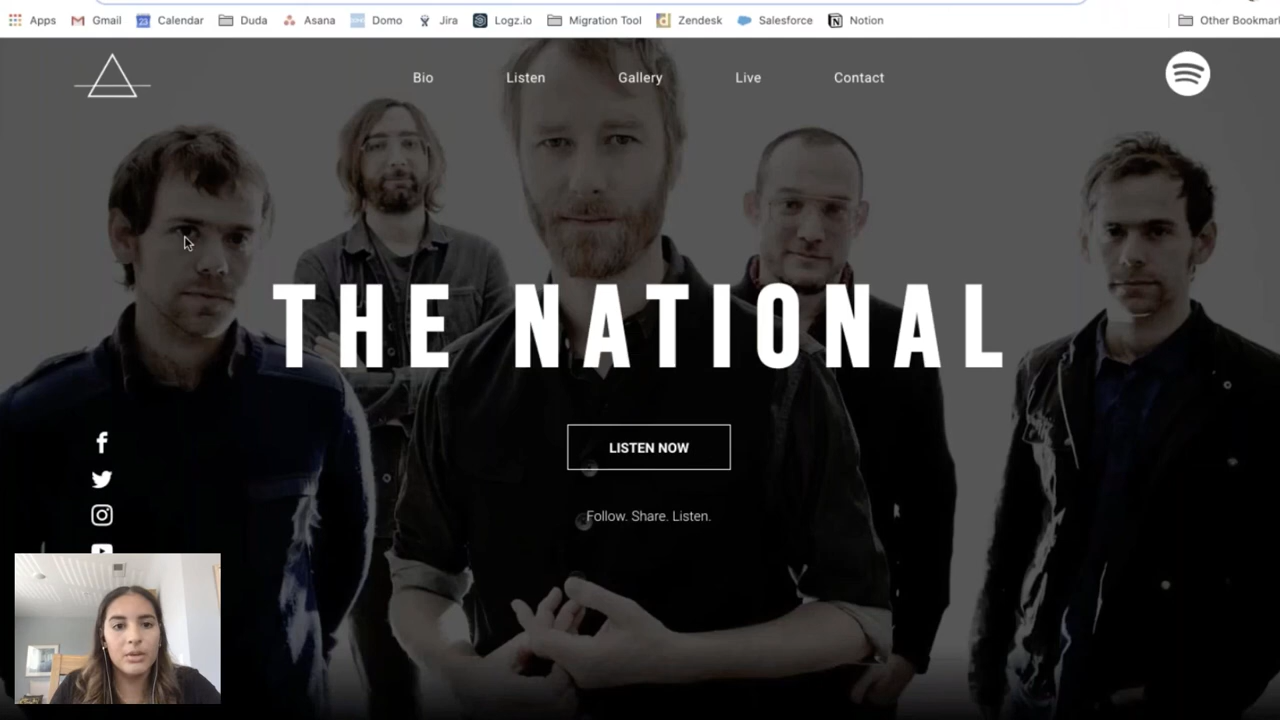 Apps Gmail Calendar Duda Asana Domo Jira Logz.io Migration Tool Zendesk Salesforce Notion Other Bookmar
Bio Listen Gallery Live Contact
THE NATIONAL
LISTEN NOW
Follow. Share. Listen.